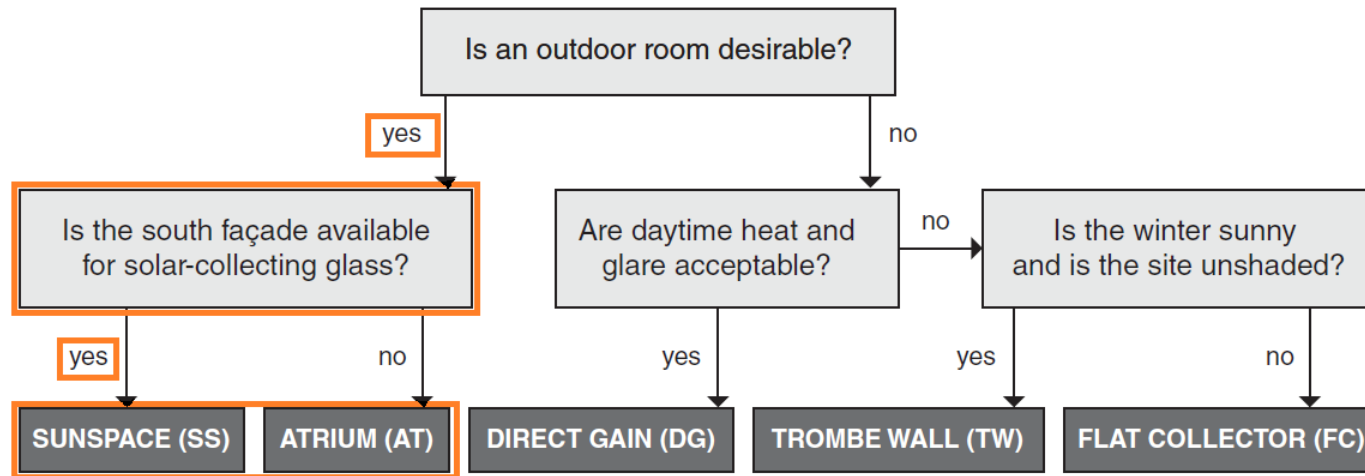 Is an outdoor room desirable?
yes
no
Is the south façade available
for solar-collecting glass?
Are daytime heat and
glare acceptable?
no
Is the winter sunny
and is the site unshaded?
yes
no
yes
yes
no
SUNSPACE (SS)
ATRIUM (AT)
DIRECT GAIN (DG)
TROMBE WALL (TW)
FLAT COLLECTOR (FC)